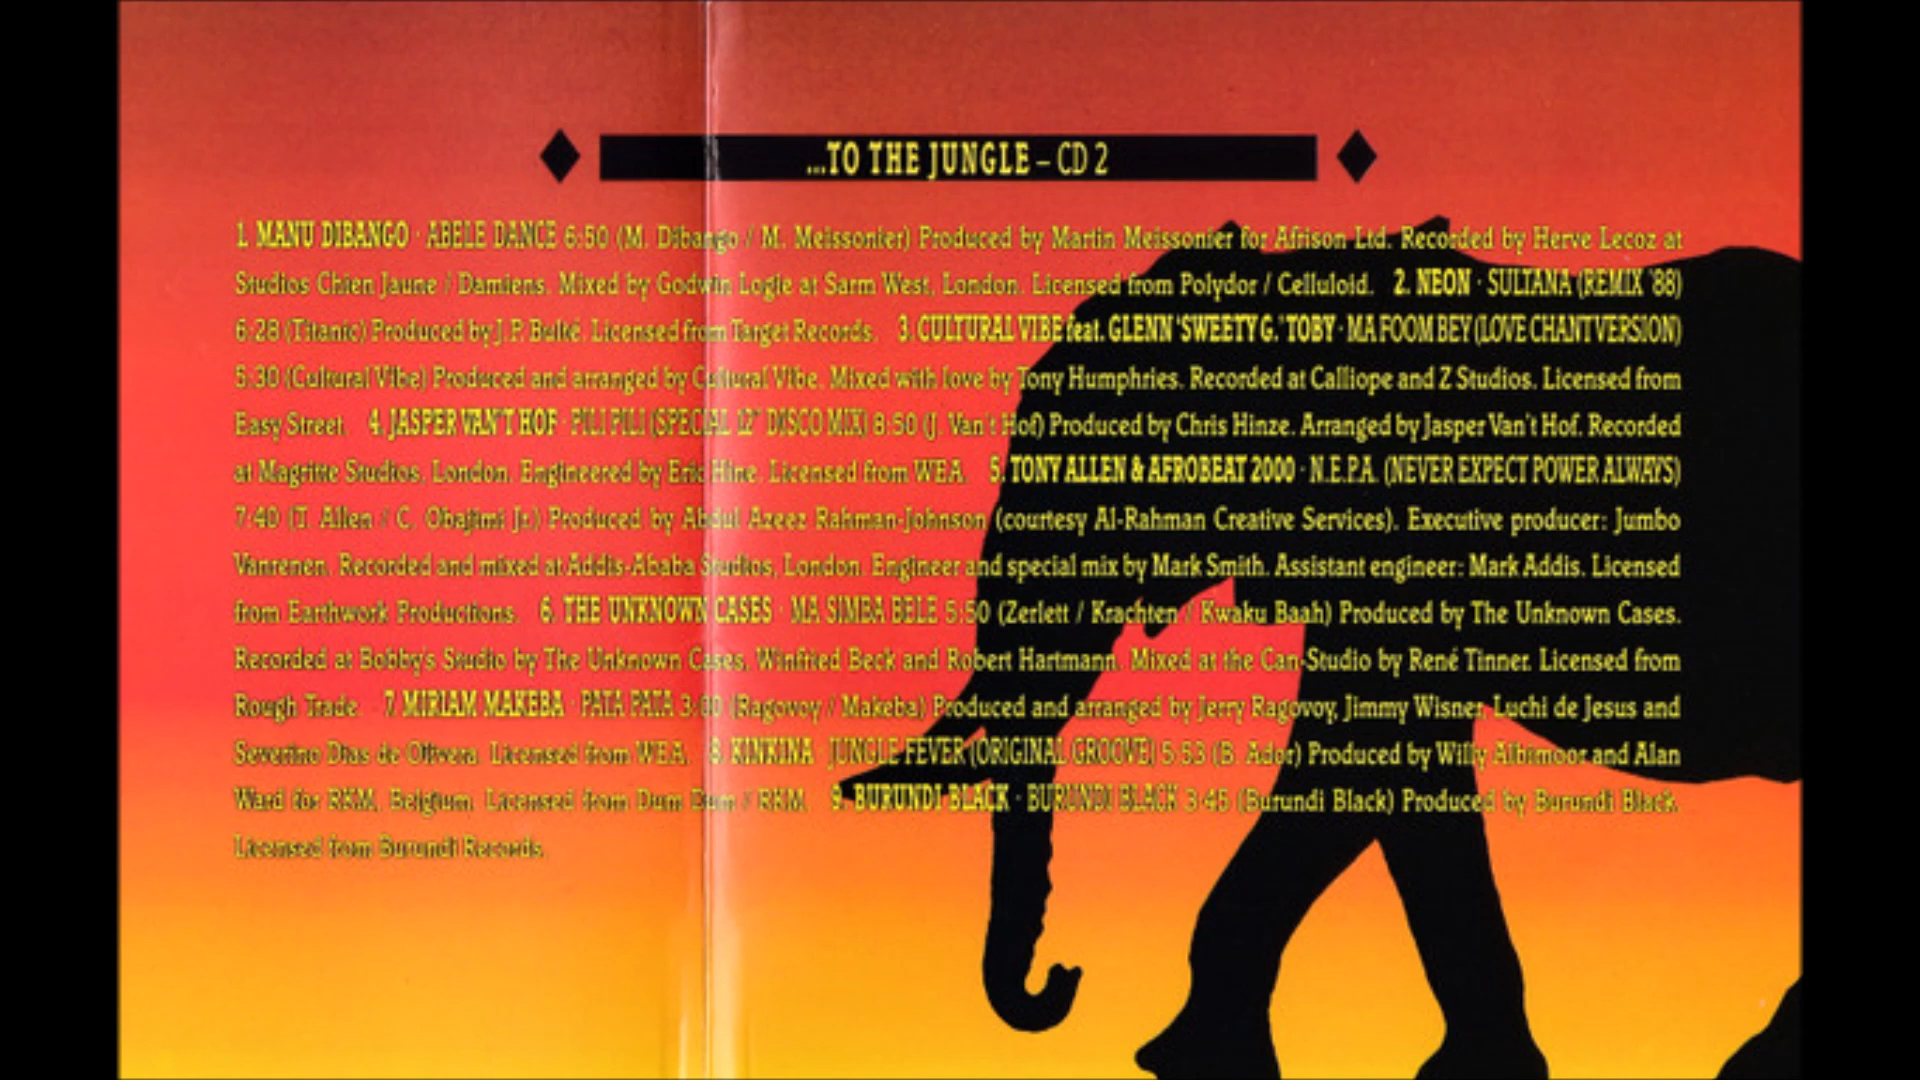 ...TO THE JUNGLE – CD 2
1. MANU DIBANGO · ABELE DANCE 6:50 (M. Dibango / M. Meissonier) Produced by Martin Meissonier for Afrison Ltd. Recorded by Herve Lecoz at
Studios Chien Jaune / Damiens. Mixed by Godwin Logie at Sarm West, London. Licensed from Polydor / Celluloid. 2. NEON · SULTANA (REMIX '88)
6:28 (Titanic) Produced by J. P. Bulté. Licensed from Target Records. 3. CULTURAL VIBE feat. GLENN 'SWEETY G.' TOBY · MA FOOM BEY (LOVE CHANT VERSION)
5:30 (Cultural Vibe) Produced and arranged by Cultural Vibe. Mixed with love by Tony Humphries. Recorded at Calliope and Z Studios. Licensed from
Easy Street. 4. JASPER VAN'T HOF · PILI PILI (SPECIAL 12" DISCO MIX) 8:50 (J. Van't Hof) Produced by Chris Hinze. Arranged by Jasper Van't Hof. Recorded
at Magritte Studios, London. Engineered by Eric Hine. Licensed from WEA. 5. TONY ALLEN & AFROBEAT 2000 · N.E.P.A. (NEVER EXPECT POWER ALWAYS)
7:40 (T. Allen / C. Obajimi Jr.) Produced by Abdul Azeez Rahman-Johnson (courtesy Al-Rahman Creative Services). Executive producer: Jumbo
Vanrenen. Recorded and mixed at Addis-Ababa Studios, London. Engineer and special mix by Mark Smith. Assistant engineer: Mark Addis. Licensed
from Earthwork Productions. 6. THE UNKNOWN CASES · MA SIMBA BELE 5:50 (Zerlett / Krachten / Kwaku Baah) Produced by The Unknown Cases.
Recorded at Bobby's Studio by The Unknown Cases, Winfried Beck and Robert Hartmann. Mixed at the Can-Studio by René Tinner. Licensed from
Rough Trade. 7. MIRIAM MAKEBA · PATA PATA 3:00 (Ragovoy / Makeba) Produced and arranged by Jerry Ragovoy, Jimmy Wisner, Luchi de Jesus and
Severino Dias de Olivera. Licensed from WEA. 8. KINKINA · JUNGLE FEVER (ORIGINAL GROOVE) 5:53 (B. Ador) Produced by Willy Albimoor and Alan
Ward for RKM, Belgium. Licensed from Dum Dum / RKM. 9. BURUNDI BLACK · BURUNDI BLACK 3:45 (Burundi Black) Produced by Burundi Black.
Licensed from Burundi Records.